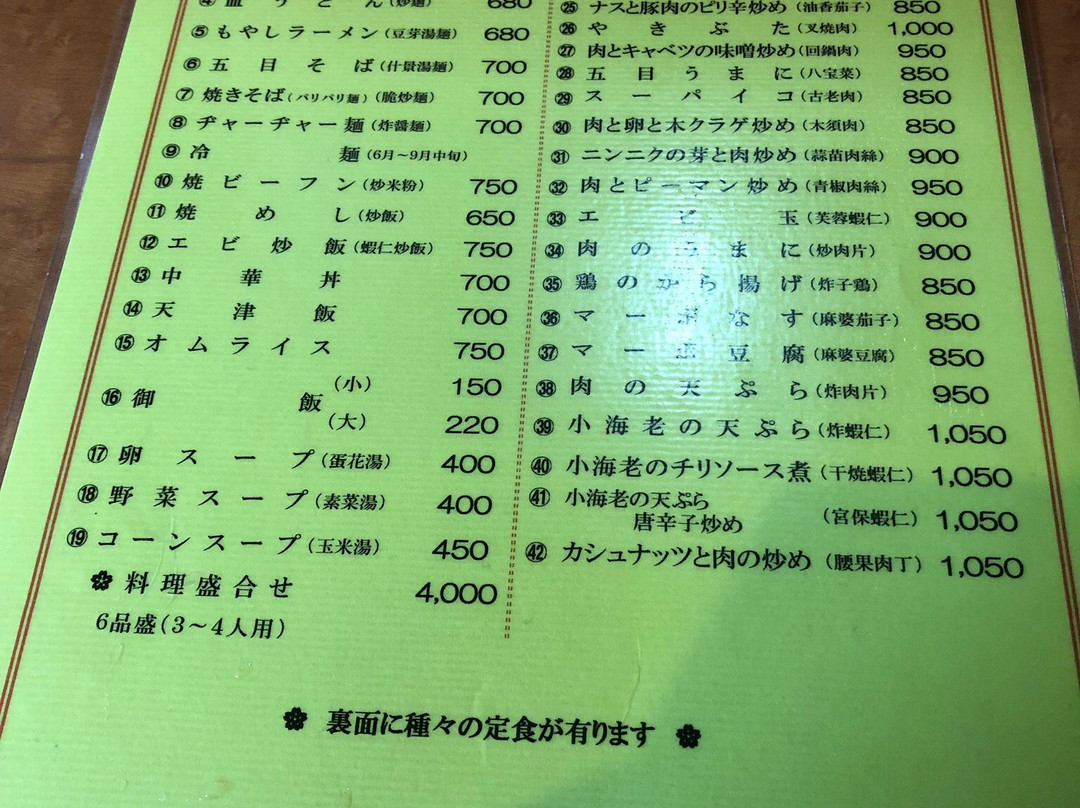 ④皿うどん(炒麺) 680
⑤もやしラーメン(豆芽湯麺) 680
⑥五目そば(什景湯麺) 700
⑦焼きそば(パリパリ麺)(脆炒麺) 700
⑧ヂャーヂャー麺(炸醤麺) 700
⑨冷麺(6月～9月中旬)
⑩焼ビーフン(炒米粉) 750
⑪焼めし(炒飯) 650
⑫エビ炒飯(蝦仁炒飯) 750
⑬中華丼 700
⑭天津飯 700
⑮オムライス 750
⑯御飯(小) 150
(大) 220
⑰卵スープ(蛋花湯) 400
⑱野菜スープ(素菜湯) 400
⑲コーンスープ(玉米湯) 450
料理盛合せ 4,000
6品盛(3～4人用)
㉕ナスと豚肉のピリ辛炒め(油香茄子) 850
㉖やきぶた(叉焼肉) 1,000
㉗肉とキャベツの味噌炒め(回鍋肉) 950
㉘五目うまに(八宝菜) 850
㉙スーパイコ(古老肉) 850
㉚肉と卵と木クラゲ炒め(木須肉) 850
㉛ニンニクの芽と肉炒め(蒜苗肉絲) 900
㉜肉とピーマン炒め(青椒肉絲) 950
㉝エビ玉(芙蓉蝦仁) 900
㉞肉のうまに(炒肉片) 900
㉟鶏のから揚げ(炸子鶏) 850
㊱マーボなす(麻婆茄子) 850
㊲マーボ豆腐(麻婆豆腐) 850
㊳肉の天ぷら(炸肉片) 950
㊴小海老の天ぷら(炸蝦仁) 1,050
㊵小海老のチリソース煮(干焼蝦仁) 1,050
㊶小海老の天ぷら
唐辛子炒め(宮保蝦仁) 1,050
㊷カシュナッツと肉の炒め(腰果肉丁) 1,050
裏面に種々の定食が有ります